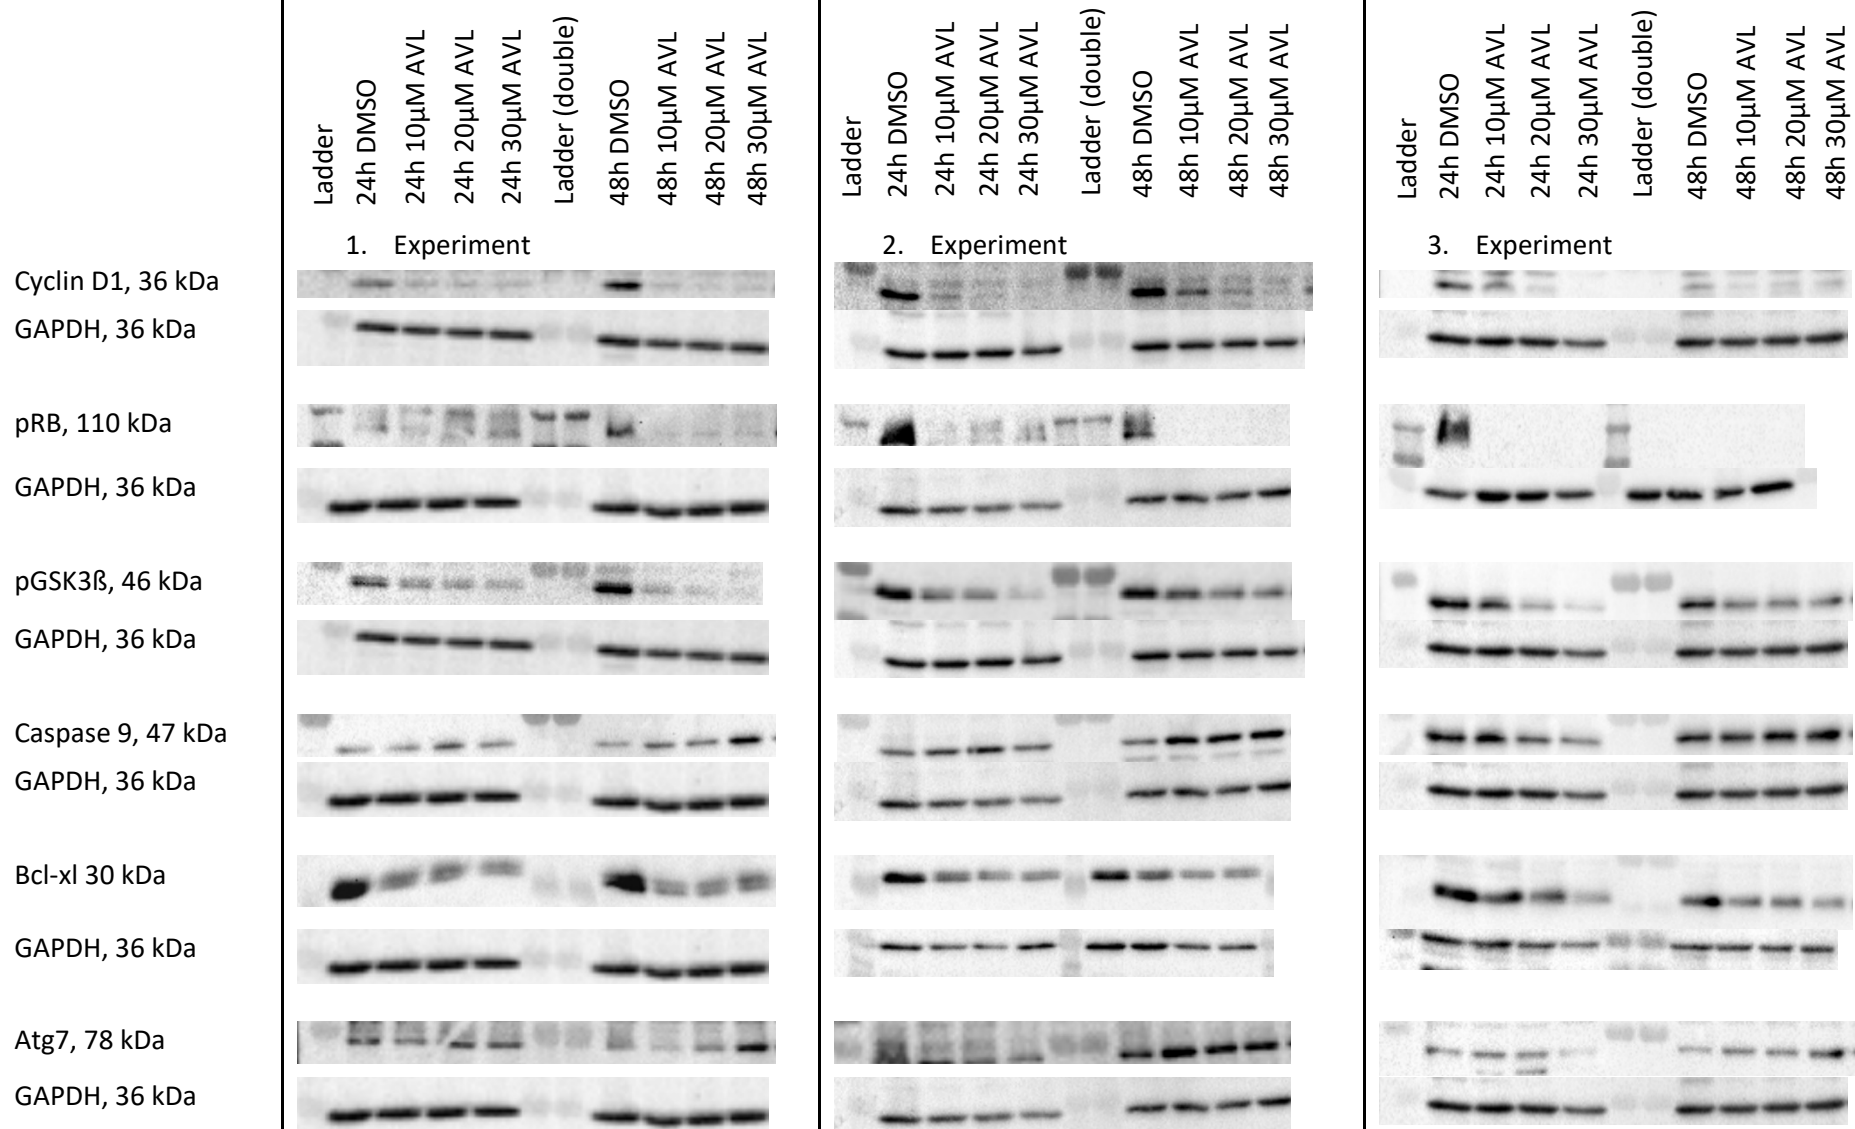 Ladder
24h DMSO
24h 10µM AVL
24h 20µM AVL
24h 30µM AVL
Ladder (double)
48h DMSO
48h 10µM AVL
48h 20µM AVL
48h 30µM AVL
Ladder
24h DMSO
24h 10µM AVL
24h 20µM AVL
24h 30µM AVL
Ladder (double)
48h DMSO
48h 10µM AVL
48h 20µM AVL
48h 30µM AVL
Ladder
24h DMSO
24h 10µM AVL
24h 20µM AVL
24h 30µM AVL
Ladder (double)
48h DMSO
48h 10µM AVL
48h 20µM AVL
48h 30µM AVL
1. Experiment
2. Experiment
3. Experiment
Cyclin D1, 36 kDa
GAPDH, 36 kDa
pRB, 110 kDa
GAPDH, 36 kDa
pGSK3ß, 46 kDa
GAPDH, 36 kDa
Caspase 9, 47 kDa
GAPDH, 36 kDa
Bcl-xl 30 kDa
GAPDH, 36 kDa
Atg7, 78 kDa
GAPDH, 36 kDa